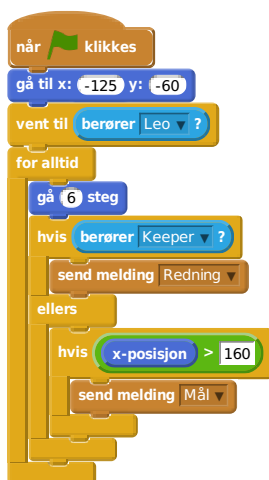 når klikkes
gå til x: -125 y: -60
vent til berører Leo ?
for alltid
gå 6 steg
hvis berører Keeper ?
send melding Redning
ellers
hvis x-posisjon > 160
send melding Mål